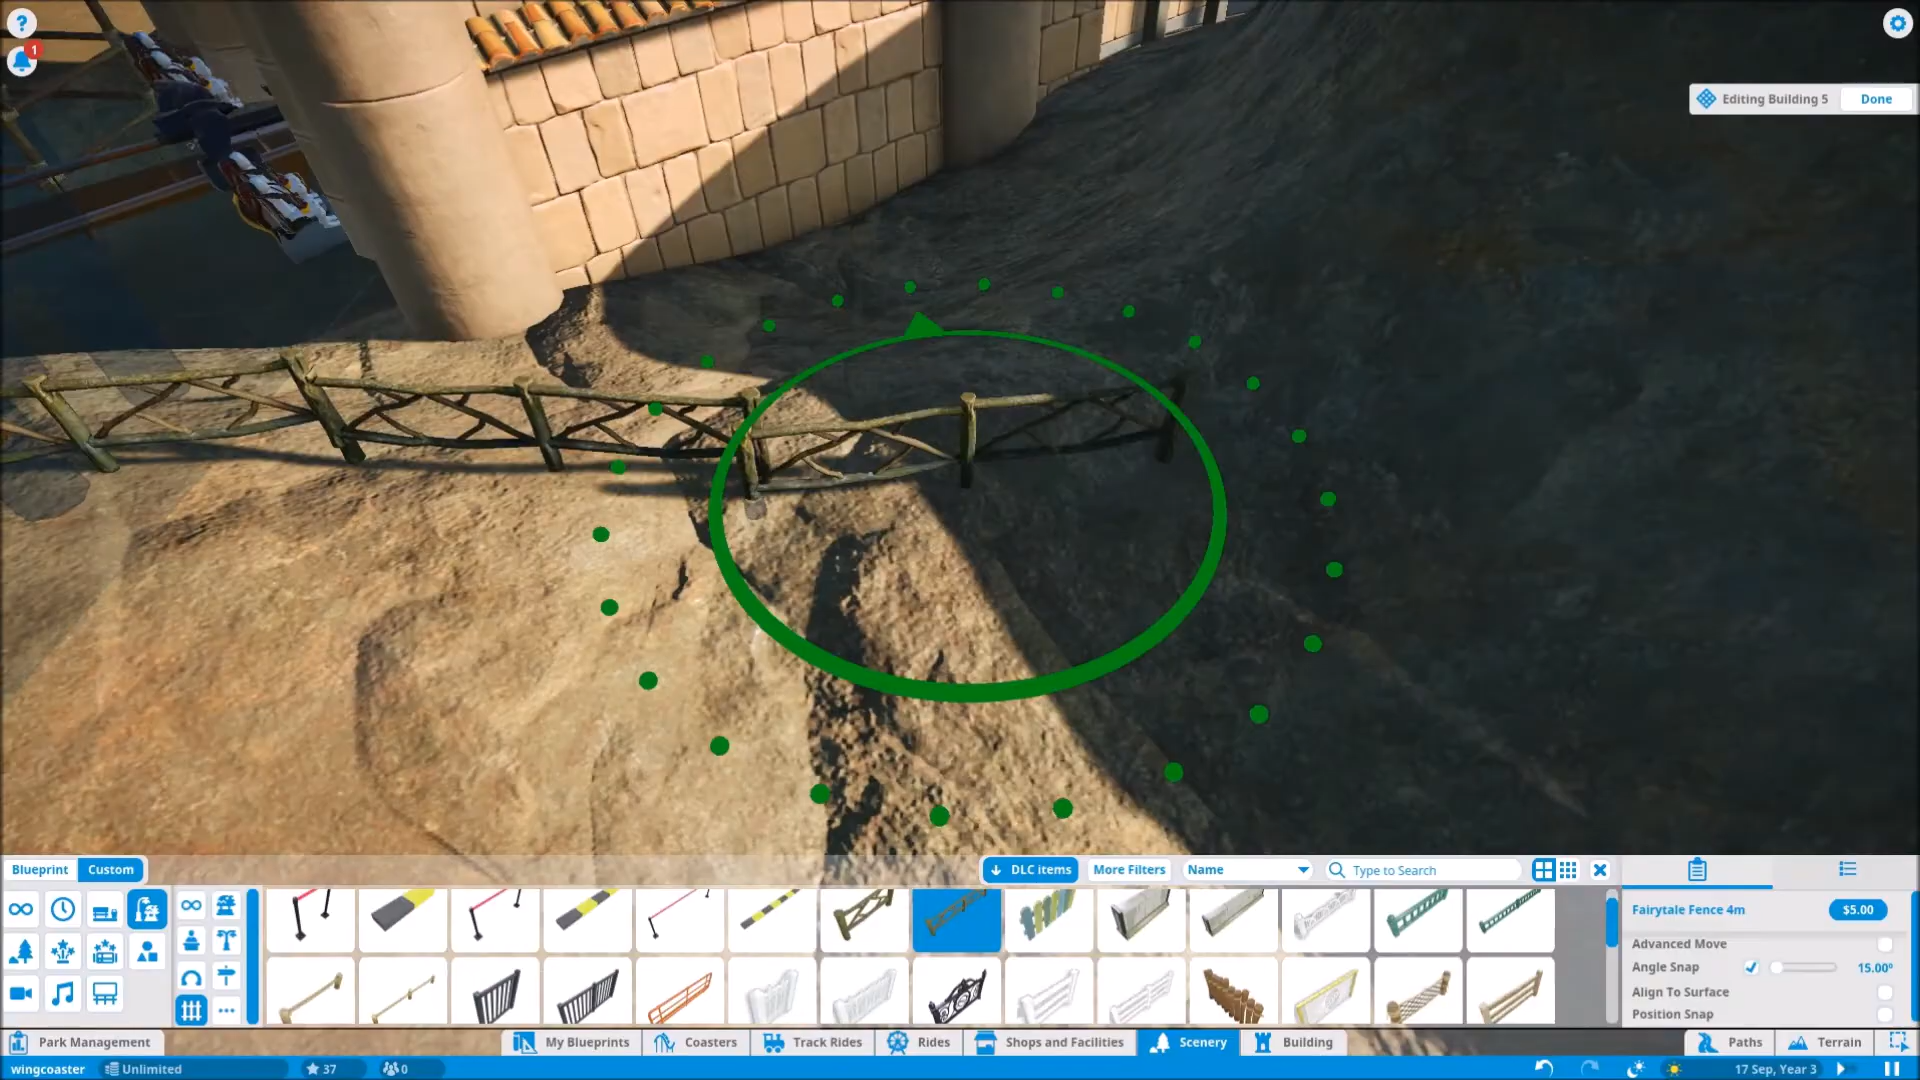 ?
1
Editing Building 5
Done
Blueprint
Custom
DLC items
More Filters
Name
Type to Search
Fairytale Fence 4m
$5.00
Advanced Move
Angle Snap
15.00°
Align To Surface
Position Snap
Park Management
My Blueprints
Coasters
Track Rides
Rides
Shops and Facilities
Scenery
Building
Paths
Terrain
wingcoaster
Unlimited
37
0
17 Sep, Year 3